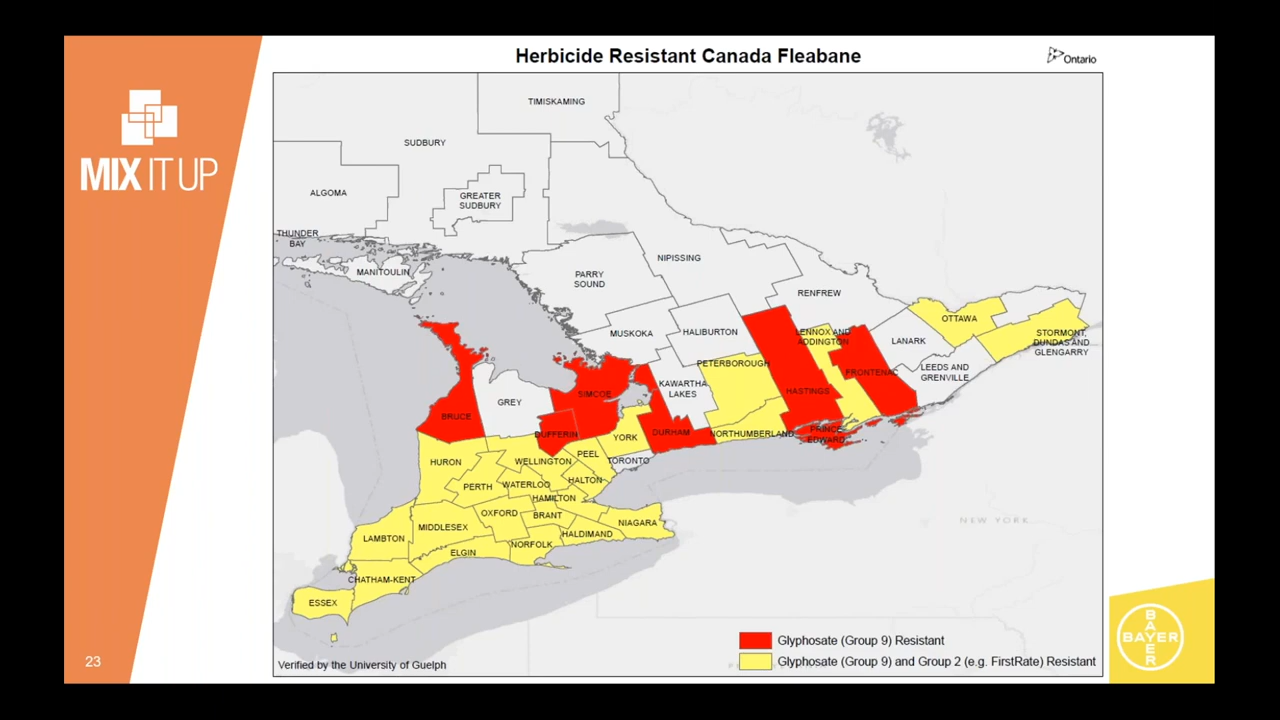 Herbicide Resistant Canada Fleabane
Ontario
MIX IT UP
TIMISKAMING
SUDBURY
ALGOMA
GREATER
SUDBURY
THUNDER
BAY
MANITOULIN
NIPISSING
PARRY
SOUND
RENFREW
MUSKOKA
HALIBURTON
LENNOX AND
ADDINGTON
OTTAWA
LANARK
STORMONT,
DUNDAS AND
GLENGARRY
PETERBOROUGH
FRONTENAC
LEEDS AND
GRENVILLE
KAWARTHA
LAKES
HASTINGS
SIMCOE
GREY
BRUCE
DUFFERIN
YORK
DURHAM
NORTHUMBERLAND
PRINCE
EDWARD
PEEL
TORONTO
HURON
WELLINGTON
PERTH
WATERLOO
HALTON
HAMILTON
OXFORD
BRANT
NIAGARA
MIDDLESEX
HALDIMAND
LAMBTON
ELGIN
NORFOLK
CHATHAM-KENT
ESSEX
NEW YORK
Glyphosate (Group 9) Resistant
Glyphosate (Group 9) and Group 2 (e.g. FirstRate) Resistant
Verified by the University of Guelph
23
BAYER
BAYER